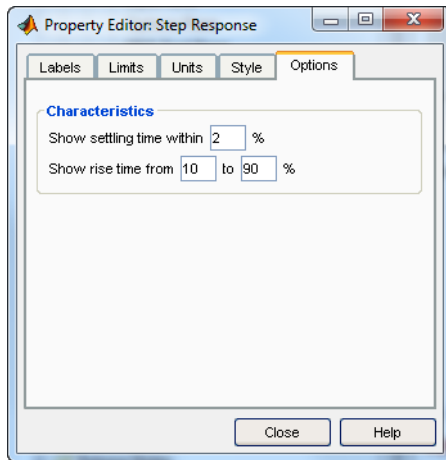 Property Editor: Step Response
Labels Limits Units Style Options
Characteristics
Show settling time within 2 %
Show rise time from 10 to 90 %
Close Help